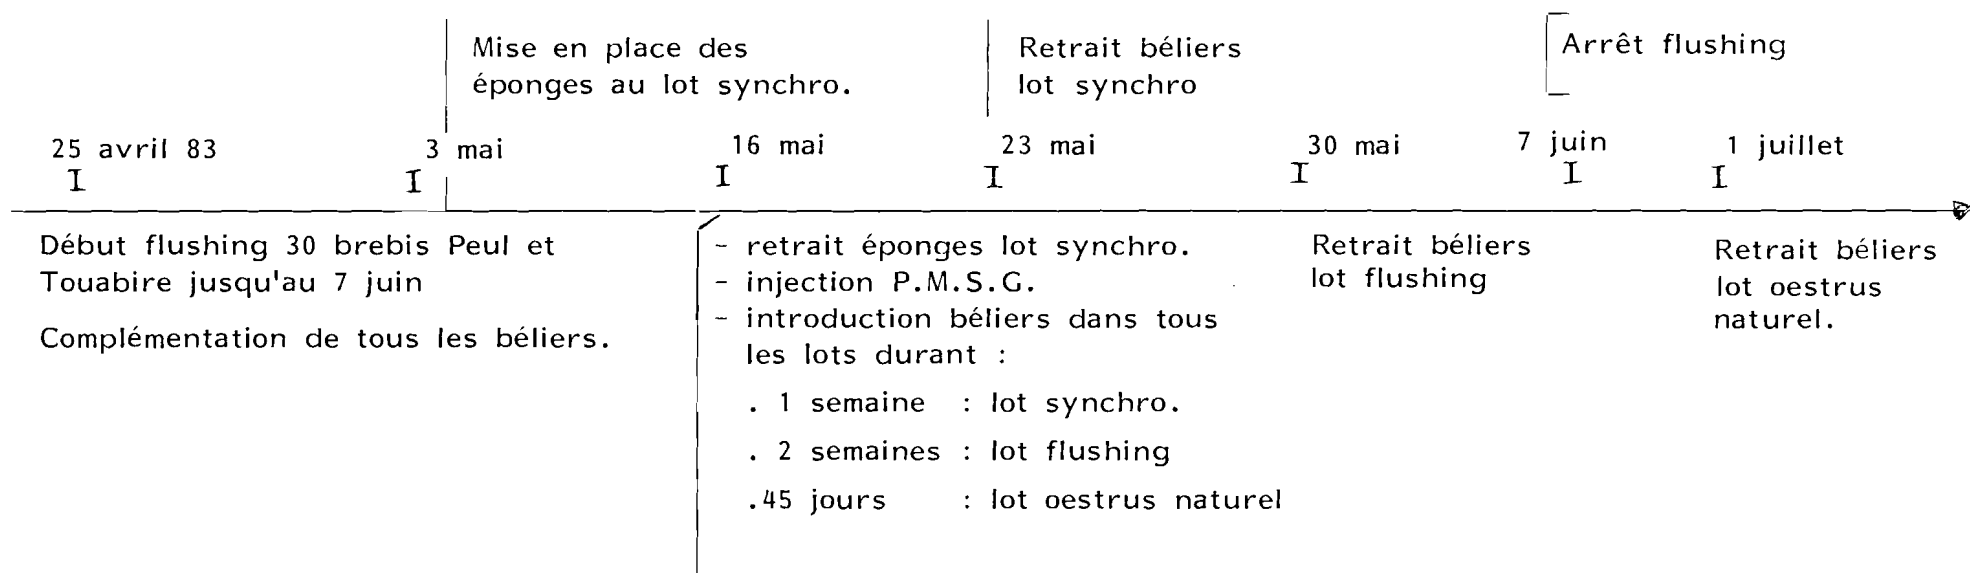 Mise en place des
éponges au lot synchro.
Retrait béliers
lot synchro
Arrêt flushing
25 avril 83
3 mai
16 mai
23 mai
30 mai
7 juin
1 juillet
I I I I I I I
Début flushing 30 brebis Peul et
Touabire jusqu'au 7 juin
Complémentation de tous les béliers.
- retrait éponges lot synchro.
- injection P.M.S.G.
- introduction béliers dans tous
les lots durant :
. 1 semaine : lot synchro.
. 2 semaines : lot flushing
.45 jours : lot oestrus naturel
Retrait béliers
lot flushing
Retrait béliers
lot oestrus
naturel.